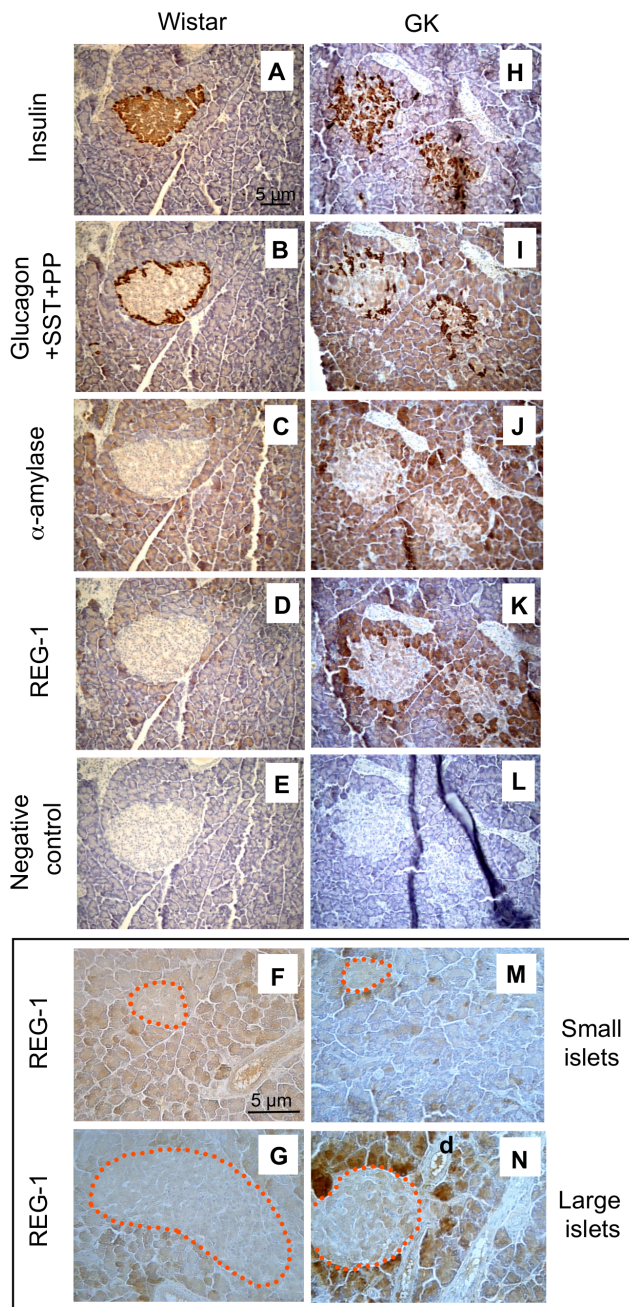 Wistar GK
Insulin
A
5 µm
H
Glucagon
+SST+PP
B
I
α-amylase
C
J
REG-1
D
K
Negative
control
E
L
REG-1
F
5 µm
M
Small
islets
REG-1
G
d
N
Large
islets